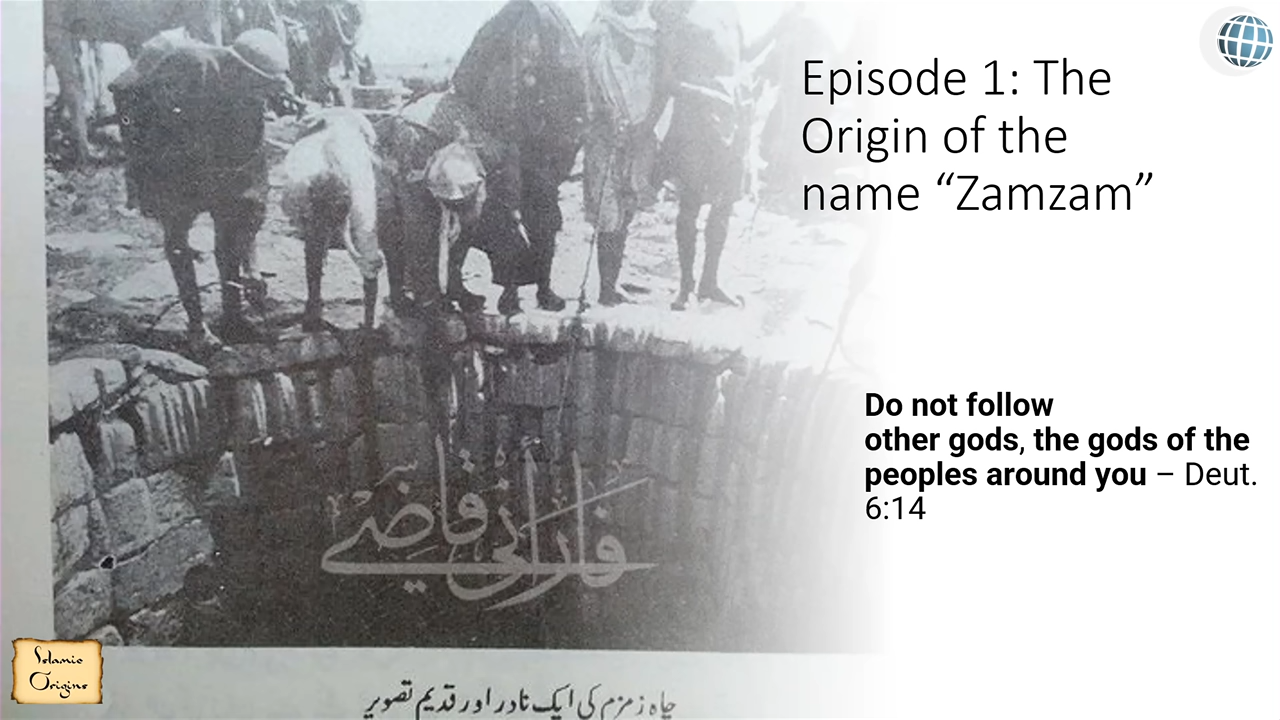 Episode 1: The
Origin of the
name “Zamzam”
Do not follow
other gods, the gods of the
peoples around you – Deut.
6:14
فارانی قاضی
Islamic
Origins
چاہ زمزم کی ایک نادر اور قدیم تصویر